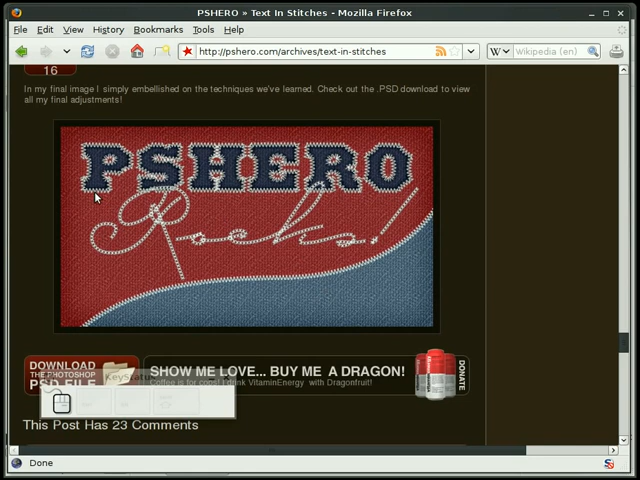 PSHERO » Text In Stitches - Mozilla Firefox
File Edit View History Bookmarks Tools Help
http://pshero.com/archives/text-in-stitches
W Wikipedia (en)
16
In my final image I simply embellished on the techniques we've learned. Check out the .PSD download to view
all my final adjustments!
PSHERO
Rocks!
DOWNLOAD
THE PHOTOSHOP
PSD FILE
SHOW ME LOVE... BUY ME A DRAGON!
Coffee is for cops! I drink VitaminEnergy with Dragonfruit!
DONATE
This Post Has 23 Comments
Done